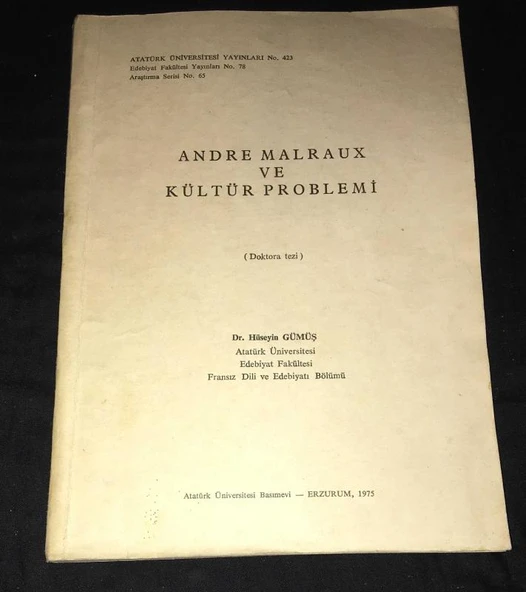 ATATÜRK ÜNİVERSİTESİ YAYINLARI No. 423
Edebiyat Fakültesi Yayınları No. 78
Araştırma Serisi No. 65
ANDRE MALRAUX
VE
KÜLTÜR PROBLEMİ
( Doktora tezi )
Dr. Hüseyin GÜMÜŞ
Atatürk Üniversitesi
Edebiyat Fakültesi
Fransız Dili ve Edebiyatı Bölümü
Atatürk Üniversitesi Basımevi — ERZURUM, 1975